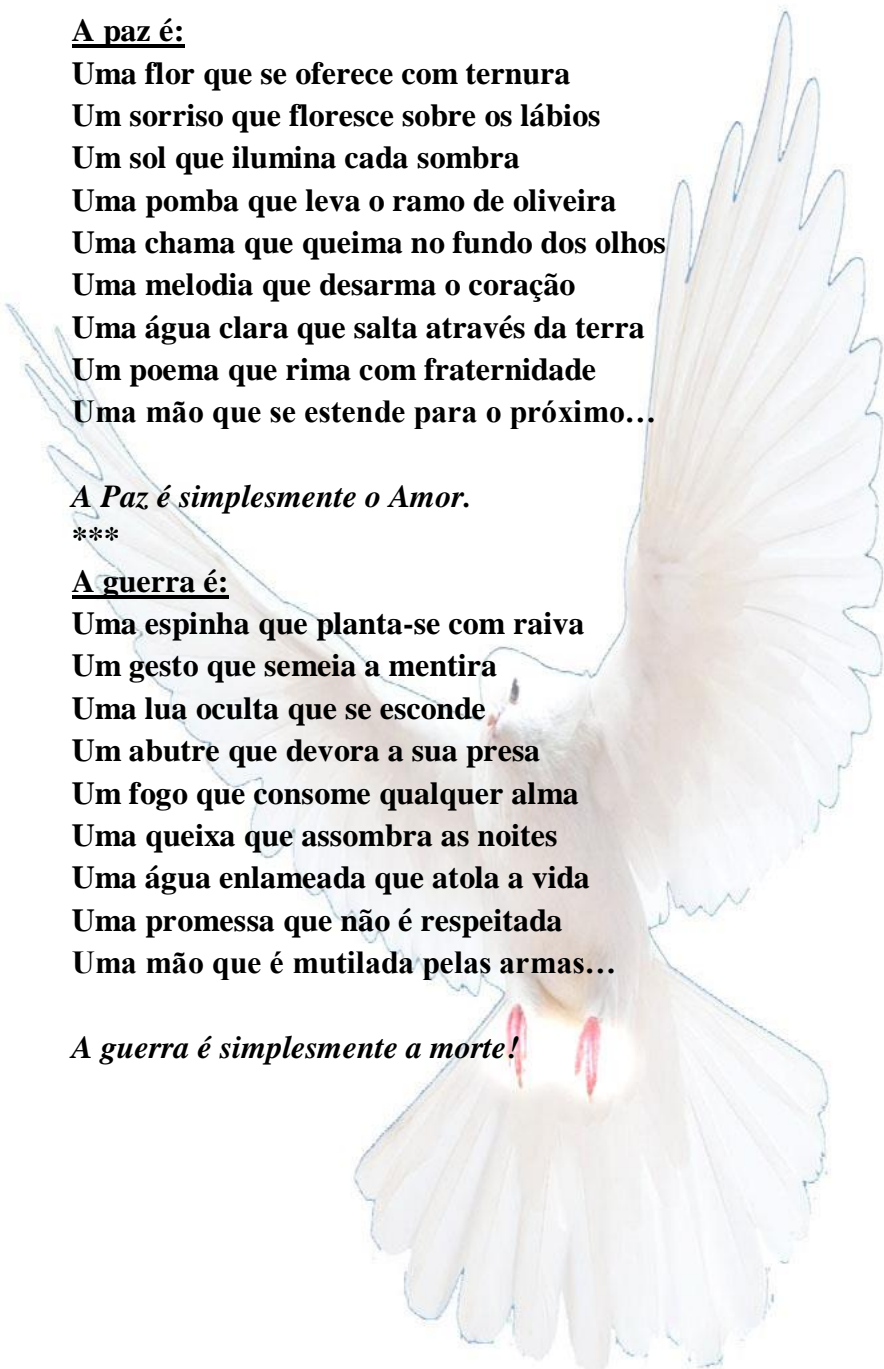 A paz é:
Uma flor que se oferece com ternura
Um sorriso que floresce sobre os lábios
Um sol que ilumina cada sombra
Uma pomba que leva o ramo de oliveira
Uma chama que queima no fundo dos olhos
Uma melodia que desarma o coração
Uma água clara que salta através da terra
Um poema que rima com fraternidade
Uma mão que se estende para o próximo…
A Paz é simplesmente o Amor.
***
A guerra é:
Uma espinha que planta-se com raiva
Um gesto que semeia a mentira
Uma lua oculta que se esconde
Um abutre que devora a sua presa
Um fogo que consome qualquer alma
Uma queixa que assombra as noites
Uma água enlameada que atola a vida
Uma promessa que não é respeitada
Uma mão que é mutilada pelas armas…
A guerra é simplesmente a morte!